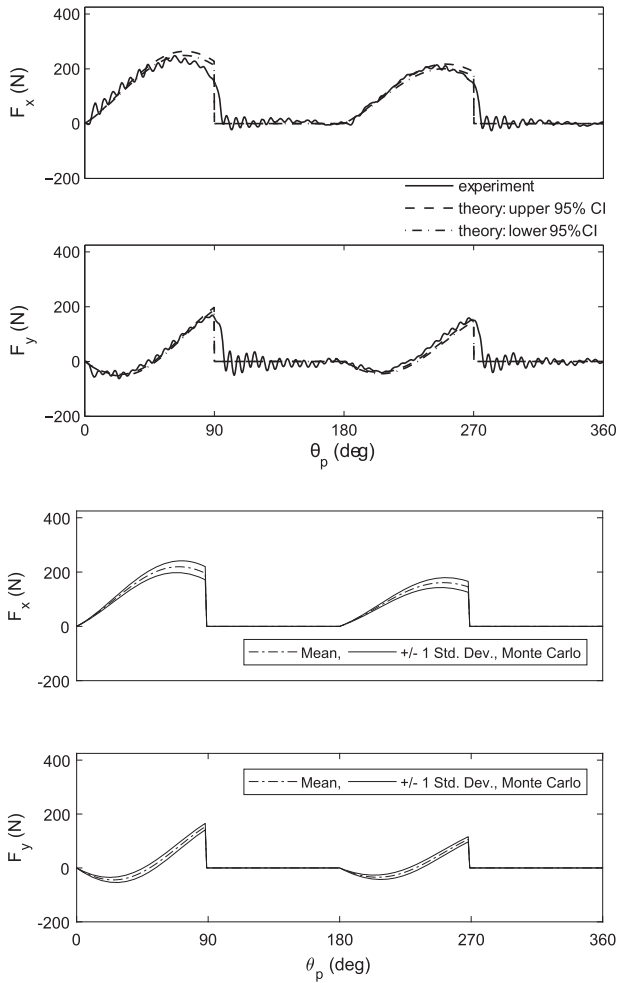 400
200
0
−200
F_x (N)
experiment
theory: upper 95% CI
theory: lower 95%CI
400
200
0
−200
F_y (N)
0 90 180 270 360
θ_p (deg)
400
200
0
-200
F_x (N)
Mean, +/- 1 Std. Dev., Monte Carlo
400
200
0
-200
F_y (N)
Mean, +/- 1 Std. Dev., Monte Carlo
0 90 180 270 360
θ_p (deg)